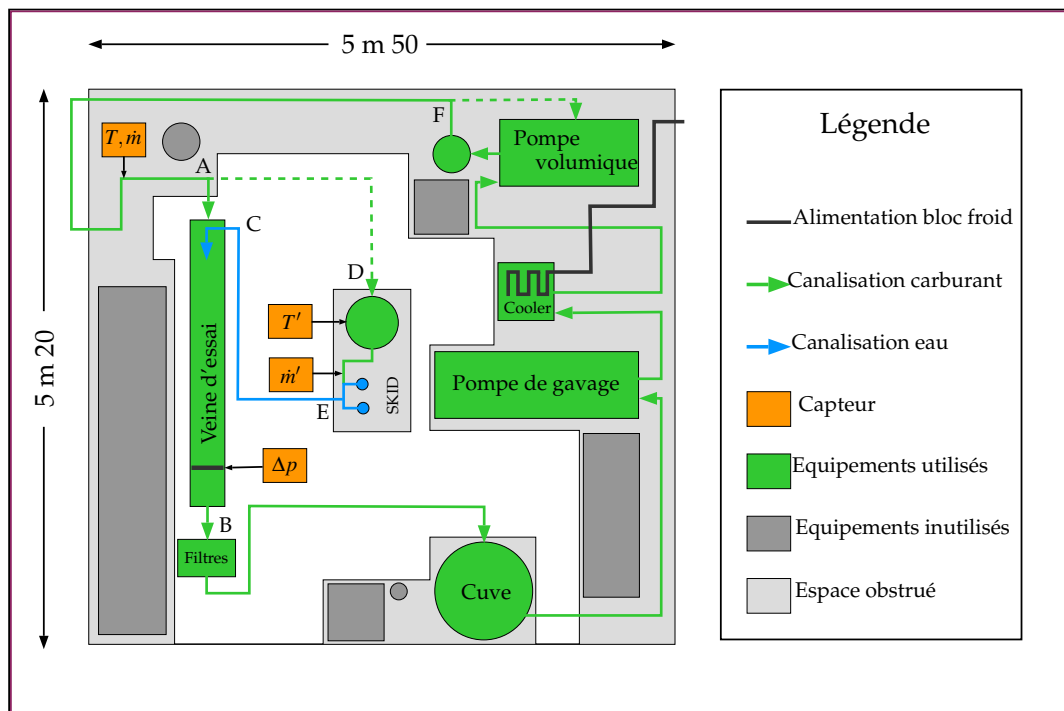 5 m 50
5 m 20
F
T, ṁ
A
Pompe
volumique
C
D
T′
Cooler
Veine d'essai
ṁ′
SKID
E
Pompe de gavage
Δp
B
Filtres
Cuve
Légende
Alimentation bloc froid
Canalisation carburant
Canalisation eau
Capteur
Equipements utilisés
Equipements inutilisés
Espace obstrué